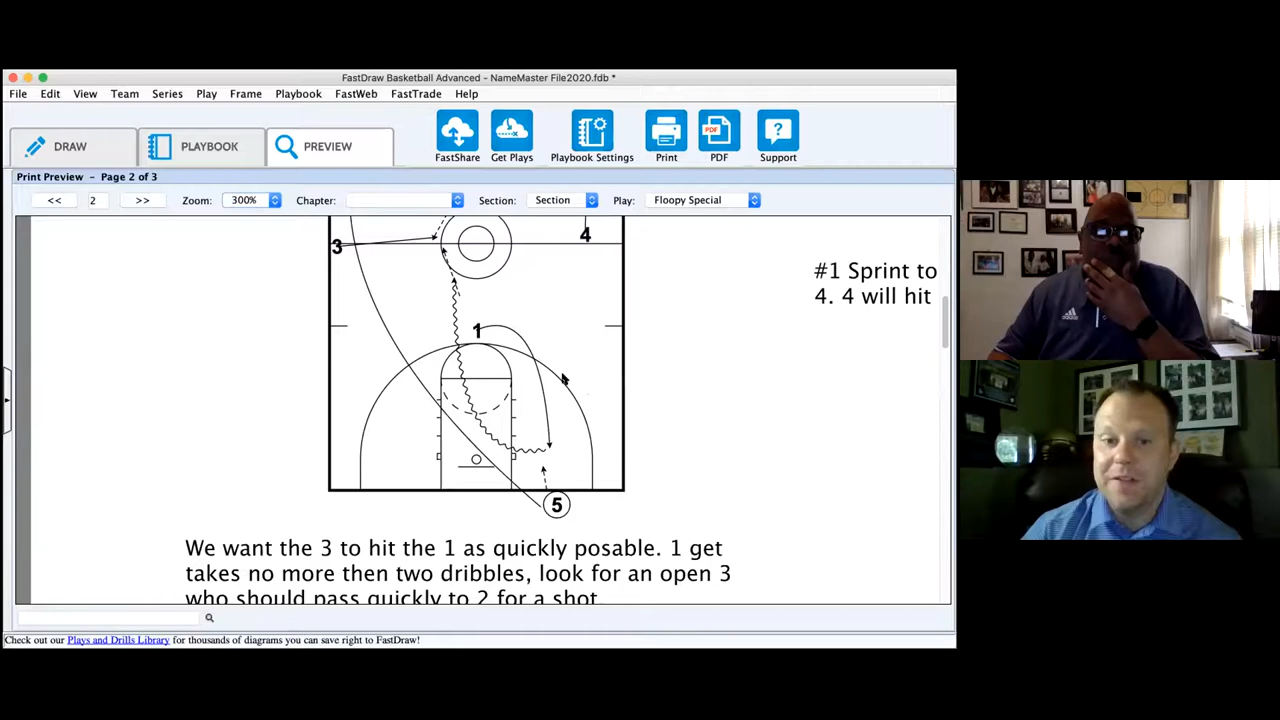 FastDraw Basketball Advanced - NameMaster File2020.fdb *
File Edit View Team Series Play Frame Playbook FastWeb FastTrade Help
DRAW PLAYBOOK PREVIEW
FastShare Get Plays Playbook Settings Print PDF Support
Print Preview – Page 2 of 3
<< 2 >> Zoom: 300% Chapter: Section: Section Play: Floopy Special
3 4
1
5
#1 Sprint to
4. 4 will hit
We want the 3 to hit the 1 as quickly posable. 1 get
takes no more then two dribbles, look for an open 3
who should pass quickly to 2 for a shot
Check out our Plays and Drills Library for thousands of diagrams you can save right to FastDraw!